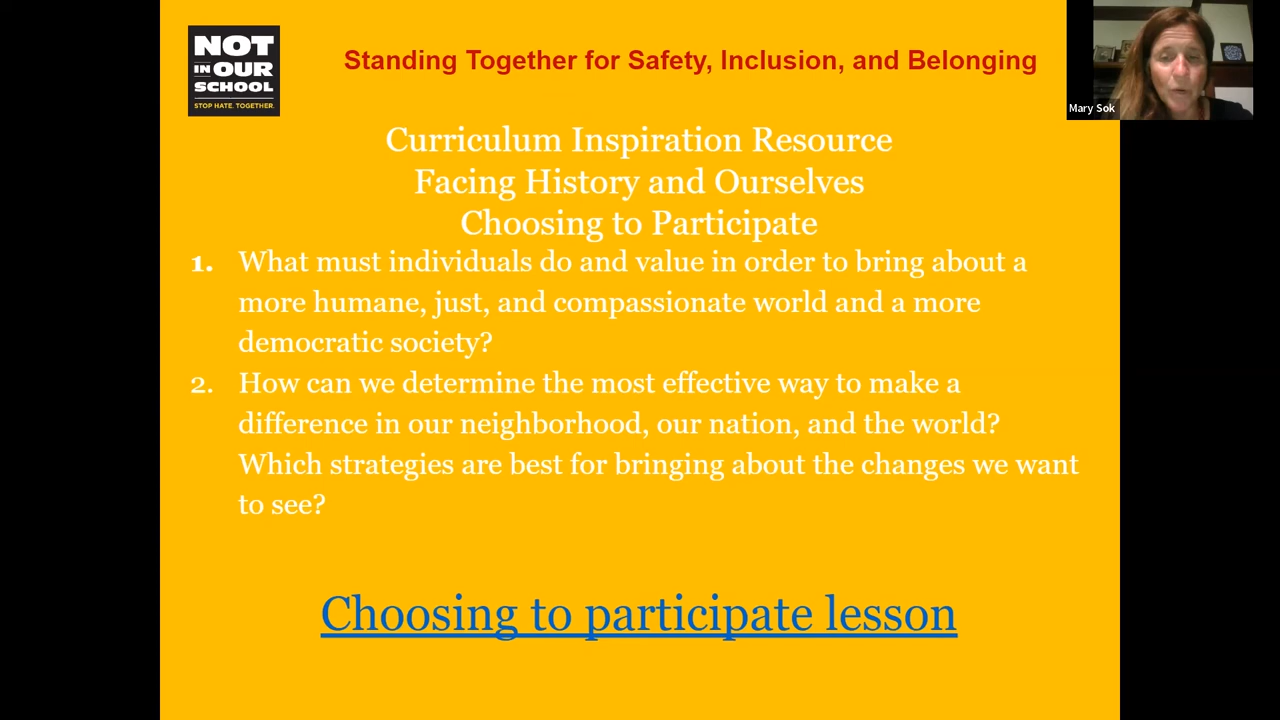 NOT
IN OUR
SCHOOL
STOP HATE. TOGETHER.
Standing Together for Safety, Inclusion, and Belonging
Mary Sok
Curriculum Inspiration Resource
Facing History and Ourselves
Choosing to Participate
1. What must individuals do and value in order to bring about a
more humane, just, and compassionate world and a more
democratic society?
2. How can we determine the most effective way to make a
difference in our neighborhood, our nation, and the world?
Which strategies are best for bringing about the changes we want
to see?
Choosing to participate lesson